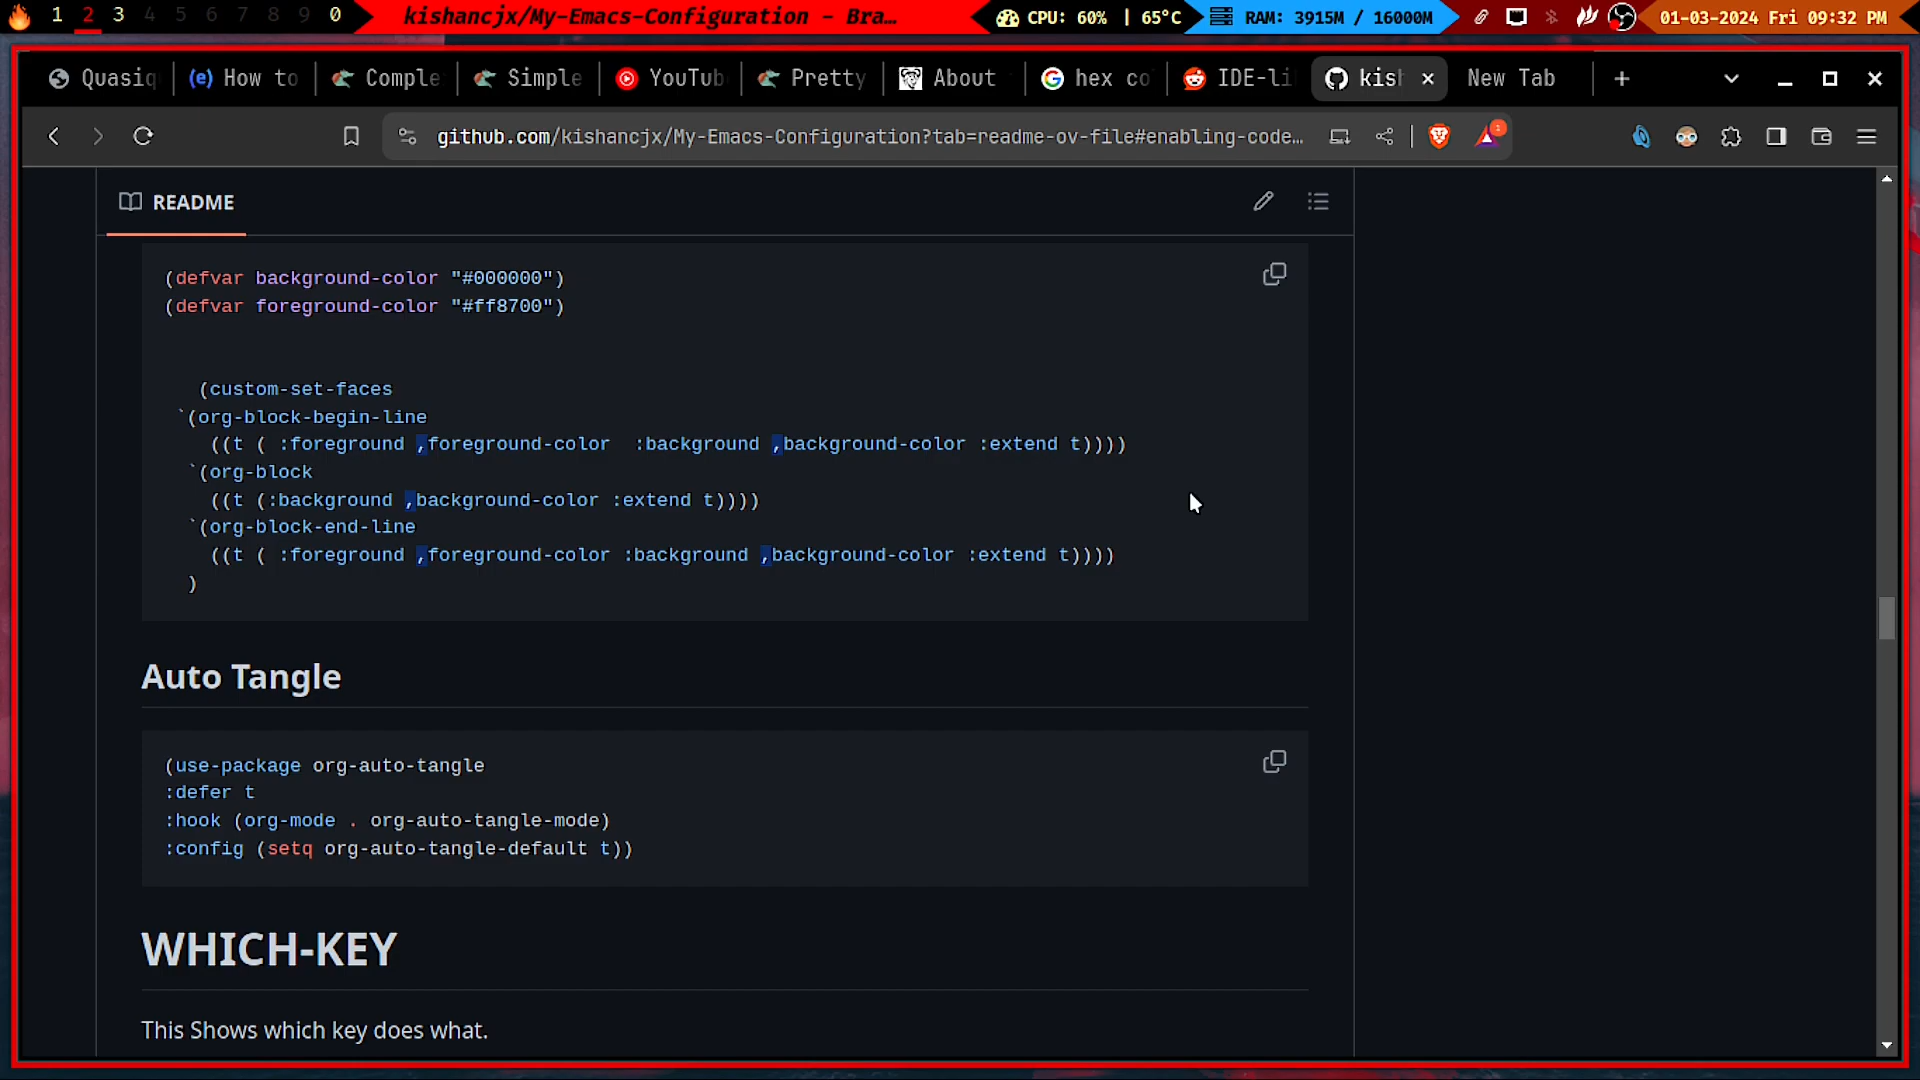 1 2 3 4 5 6 7 8 9 0 kishancjx/My-Emacs-Configuration - Bra… CPU: 60% | 65°C RAM: 3915M / 16000M 01-03-2024 Fri 09:32 PM
Quasiq (e) How to Comple Simple YouTub Pretty About hex co IDE-li kish New Tab
github.com/kishancjx/My-Emacs-Configuration?tab=readme-ov-file#enabling-code… 1
README
(defvar background-color "#000000")
(defvar foreground-color "#ff8700")
(custom-set-faces
`(org-block-begin-line
((t ( :foreground ,foreground-color  :background ,background-color :extend t))))
`(org-block
((t (:background ,background-color :extend t))))
`(org-block-end-line
((t ( :foreground ,foreground-color :background ,background-color :extend t))))
)
Auto Tangle
(use-package org-auto-tangle
:defer t
:hook (org-mode . org-auto-tangle-mode)
:config (setq org-auto-tangle-default t))
WHICH-KEY
This Shows which key does what.